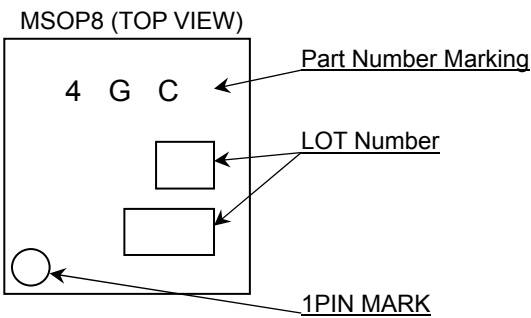 MSOP8 (TOP VIEW)
Part Number Marking
4 G C
LOT Number
1PIN MARK